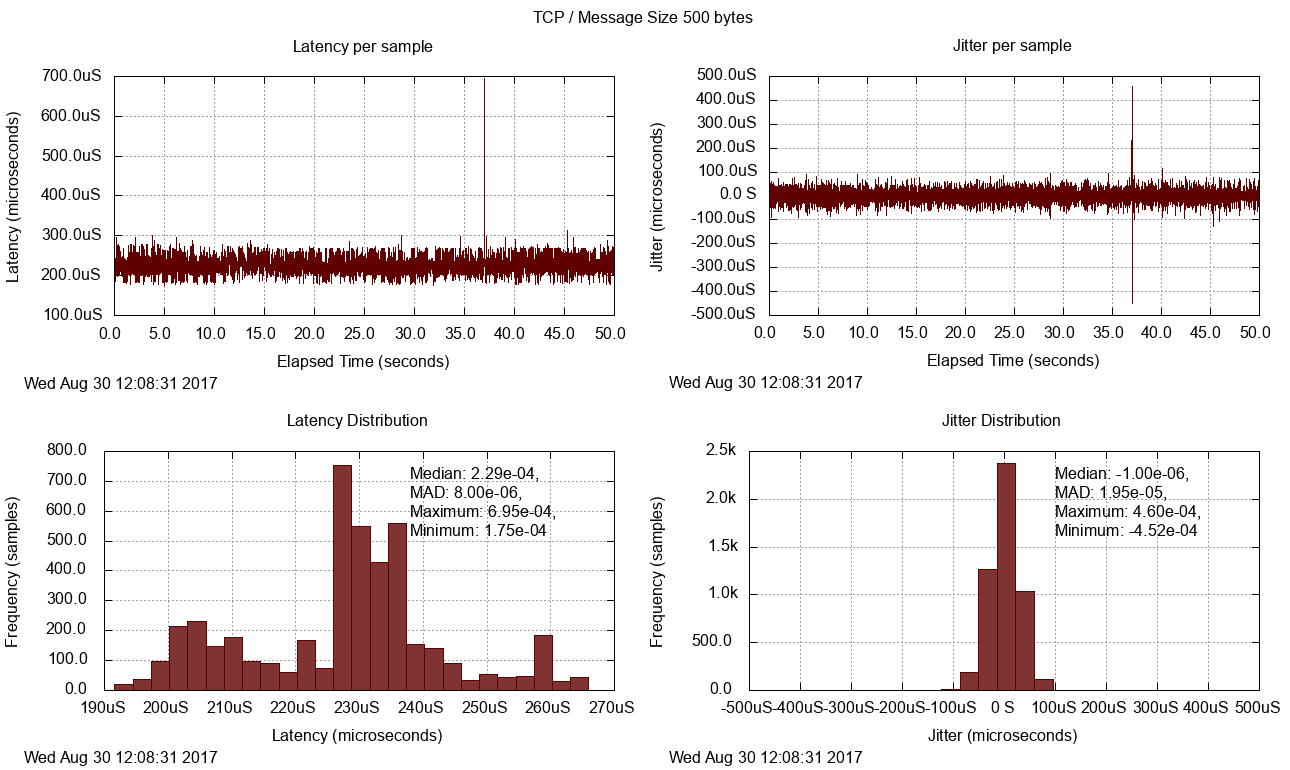 TCP / Message Size 500 bytes
Latency per sample
700.0uS
600.0uS
500.0uS
400.0uS
300.0uS
200.0uS
100.0uS
Latency (microseconds)
0.0 5.0 10.0 15.0 20.0 25.0 30.0 35.0 40.0 45.0 50.0
Elapsed Time (seconds)
Wed Aug 30 12:08:31 2017
Jitter per sample
500.0uS
400.0uS
300.0uS
200.0uS
100.0uS
0.0 S
-100.0uS
-200.0uS
-300.0uS
-400.0uS
-500.0uS
Jitter (microseconds)
0.0 5.0 10.0 15.0 20.0 25.0 30.0 35.0 40.0 45.0 50.0
Elapsed Time (seconds)
Wed Aug 30 12:08:31 2017
Latency Distribution
800.0
700.0
600.0
500.0
400.0
300.0
200.0
100.0
0.0
Frequency (samples)
Median: 2.29e-04,
MAD: 8.00e-06,
Maximum: 6.95e-04,
Minimum: 1.75e-04
190uS 200uS 210uS 220uS 230uS 240uS 250uS 260uS 270uS
Latency (microseconds)
Wed Aug 30 12:08:31 2017
Jitter Distribution
2.5k
2.0k
1.5k
1.0k
500.0
0.0
Frequency (samples)
Median: -1.00e-06,
MAD: 1.95e-05,
Maximum: 4.60e-04,
Minimum: -4.52e-04
-500uS -400uS -300uS -200uS -100uS 0 S 100uS 200uS 300uS 400uS 500uS
Jitter (microseconds)
Wed Aug 30 12:08:31 2017